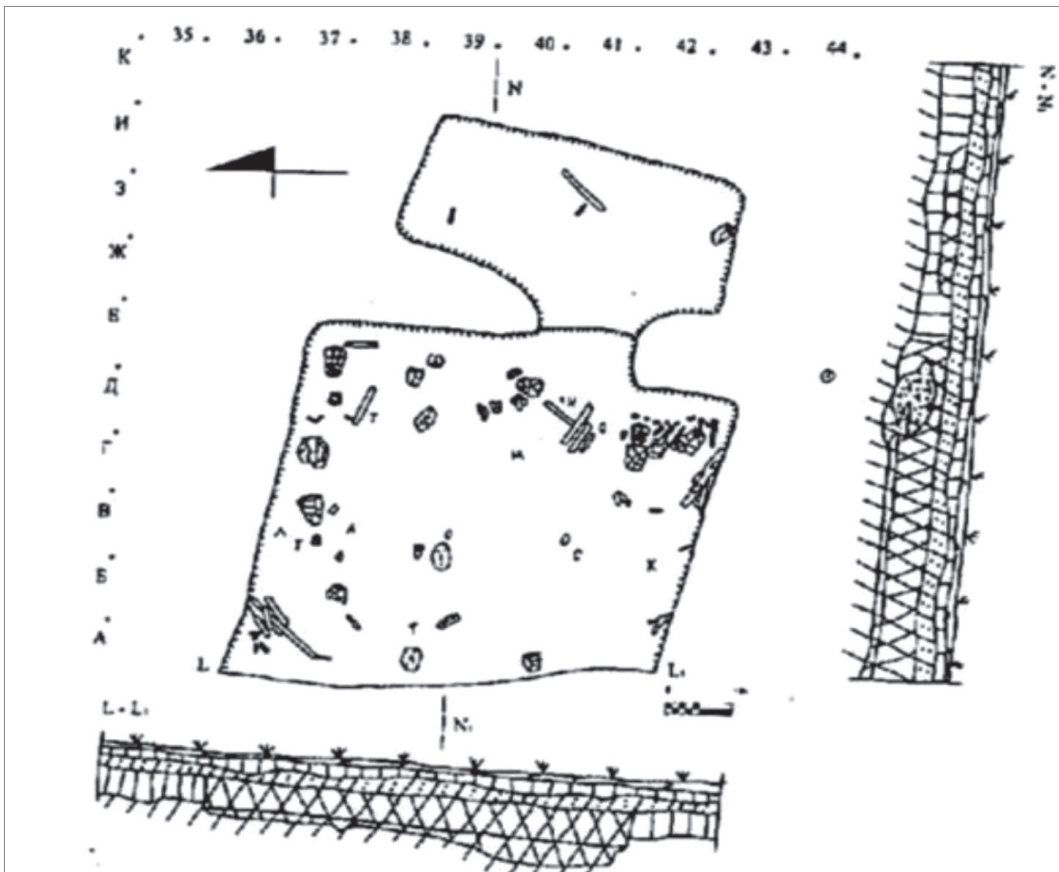 35 . 36 . 37 . 38 . 39 . 40 . 41 . 42 . 43 . 44 .
К
И
З
Ж
Е
Д
Г
В
Б
А
N
N - N₁
L
L₁
L - L₁
N₁
т
и
с
м
А
А
т
о
о
с
К
т